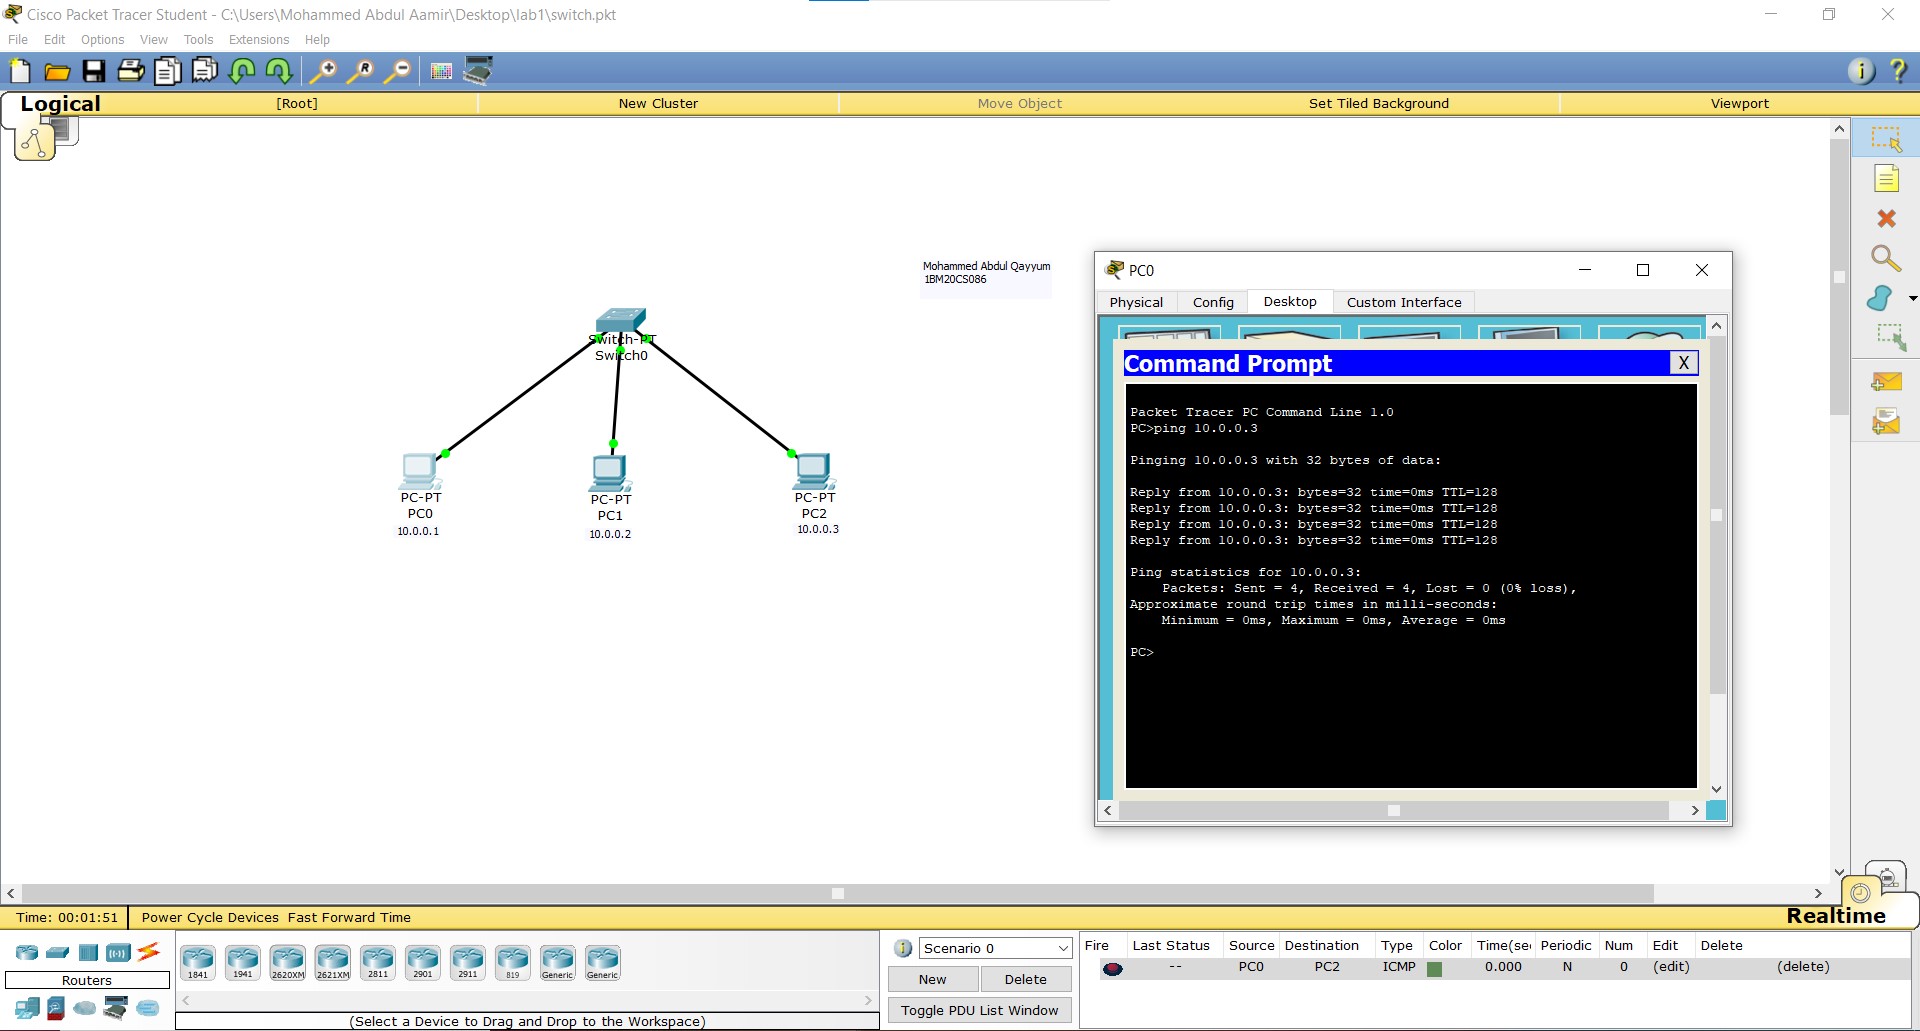 Cisco Packet Tracer Student - C:\Users\Mohammed Abdul Aamir\Desktop\lab1\switch.pkt
File Edit Options View Tools Extensions Help
Logical [Root] New Cluster Move Object Set Tiled Background Viewport
Mohammed Abdul Qayyum
1BM20CS086
Switch-PT
Switch0
PC-PT
PC0
10.0.0.1
PC-PT
PC1
10.0.0.2
PC-PT
PC2
10.0.0.3
PC0
Physical Config Desktop Custom Interface
Command Prompt X
Packet Tracer PC Command Line 1.0
PC>ping 10.0.0.3
Pinging 10.0.0.3 with 32 bytes of data:
Reply from 10.0.0.3: bytes=32 time=0ms TTL=128
Reply from 10.0.0.3: bytes=32 time=0ms TTL=128
Reply from 10.0.0.3: bytes=32 time=0ms TTL=128
Reply from 10.0.0.3: bytes=32 time=0ms TTL=128
Ping statistics for 10.0.0.3:
Packets: Sent = 4, Received = 4, Lost = 0 (0% loss),
Approximate round trip times in milli-seconds:
Minimum = 0ms, Maximum = 0ms, Average = 0ms
PC>
Time: 00:01:51 Power Cycle Devices Fast Forward Time
Realtime
Routers
1841 1941 2620XM 2621XM 2811 2901 2911 819 Generic Generic
(Select a Device to Drag and Drop to the Workspace)
Scenario 0
New Delete
Toggle PDU List Window
Fire Last Status Source Destination Type Color Time(se Periodic Num Edit Delete
-- PC0 PC2 ICMP 0.000 N 0 (edit) (delete)